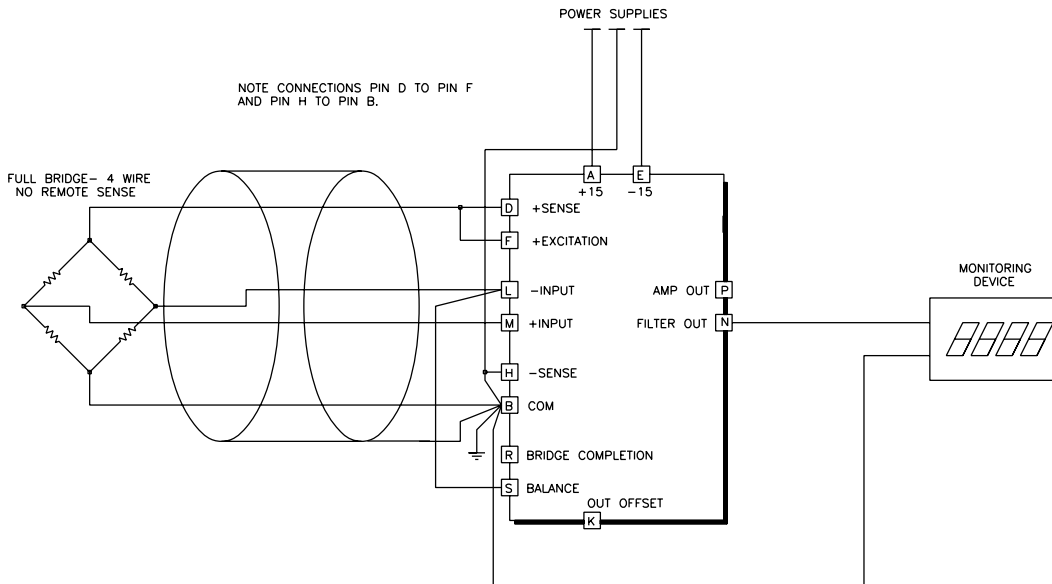 POWER SUPPLIES
NOTE CONNECTIONS PIN D TO PIN F
AND PIN H TO PIN B.
FULL BRIDGE- 4 WIRE
NO REMOTE SENSE
A
E
+15
-15
D +SENSE
F +EXCITATION
L -INPUT
M +INPUT
H -SENSE
B COM
R BRIDGE COMPLETION
S BALANCE
OUT OFFSET
K
AMP OUT P
FILTER OUT N
MONITORING
DEVICE